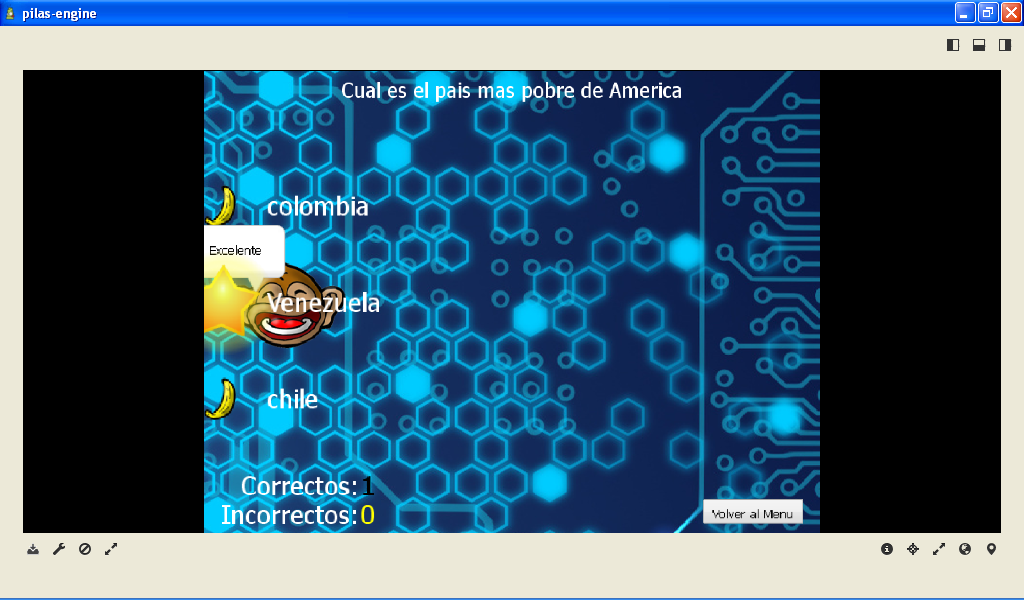 pilas-engine
Cual es el pais mas pobre de America
colombia
Excelente
Venezuela
chile
Correctos: 1
Incorrectos: 0
Volver al Menu